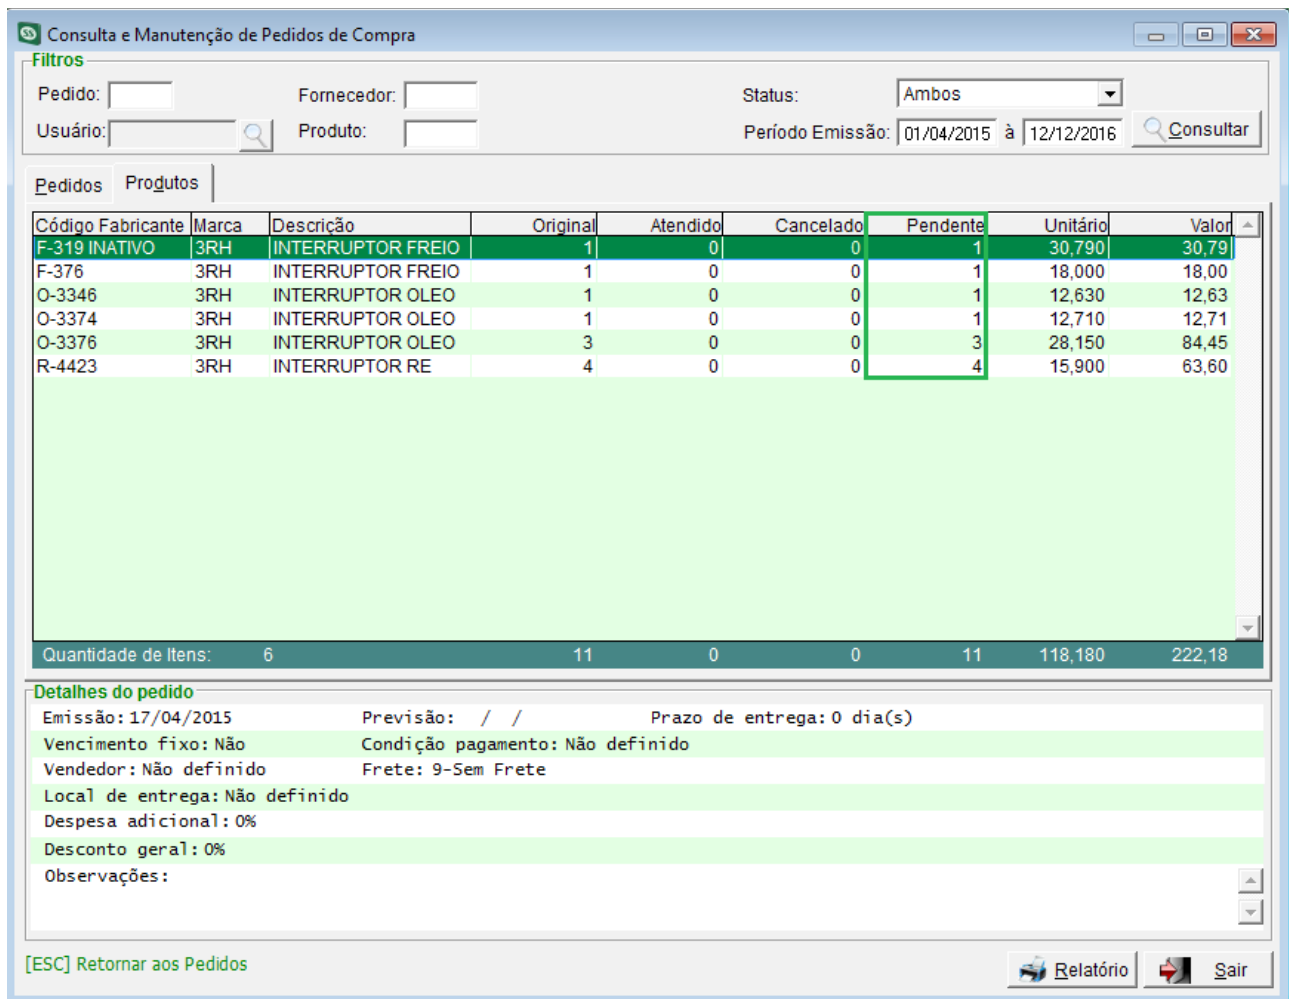 Consulta e Manutenção de Pedidos de Compra
Filtros
Pedido: Fornecedor: Status: Ambos
Usuário: Produto: Período Emissão: 01/04/2015 à 12/12/2016 Consultar
Pedidos Produtos
Código Fabricante Marca Descrição Original Atendido Cancelado Pendente Unitário Valor
F-319 INATIVO 3RH INTERRUPTOR FREIO 1 0 0 1 30,790 30,79
F-376 3RH INTERRUPTOR FREIO 1 0 0 1 18,000 18,00
O-3346 3RH INTERRUPTOR OLEO 1 0 0 1 12,630 12,63
O-3374 3RH INTERRUPTOR OLEO 1 0 0 1 12,710 12,71
O-3376 3RH INTERRUPTOR OLEO 3 0 0 3 28,150 84,45
R-4423 3RH INTERRUPTOR RE 4 0 0 4 15,900 63,60
Quantidade de Itens: 6 11 0 0 11 118,180 222,18
Detalhes do pedido
Emissão: 17/04/2015 Previsão: / / Prazo de entrega: 0 dia(s)
Vencimento fixo: Não Condição pagamento: Não definido
Vendedor: Não definido Frete: 9-Sem Frete
Local de entrega: Não definido
Despesa adicional: 0%
Desconto geral: 0%
Observações:
[ESC] Retornar aos Pedidos Relatório Sair